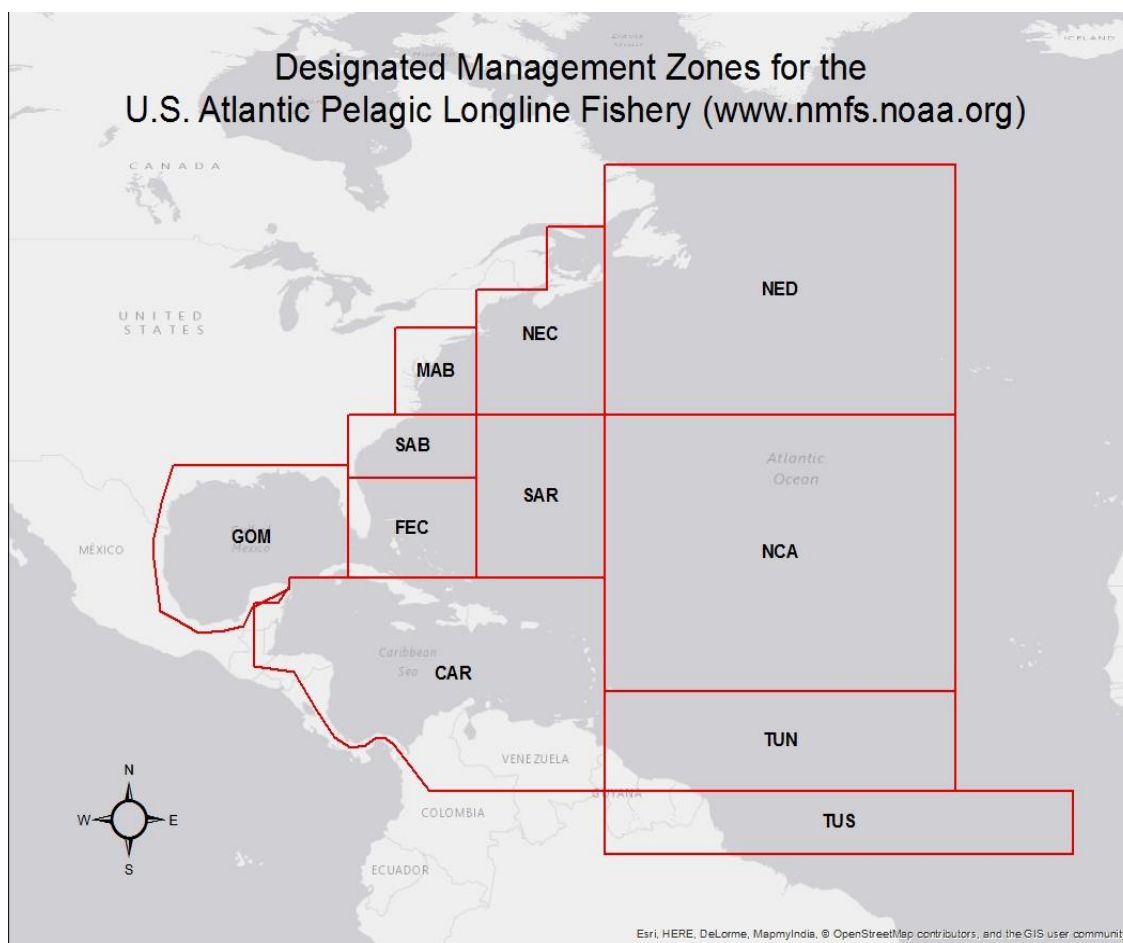 Designated Management Zones for the
U.S. Atlantic Pelagic Longline Fishery (www.nmfs.noaa.org)
ICELAND
CANADA
NED
UNITED
STATES
NEC
MAB
SAB
Atlantic
Ocean
SAR
GOM
México
FEC
NCA
MÉXICO
Caribbean
Sea
CAR
TUN
VENEZUELA
GUYANA
N
W E
S
COLOMBIA
TUS
ECUADOR
Esri, HERE, DeLorme, MapmyIndia, © OpenStreetMap contributors, and the GIS user communit